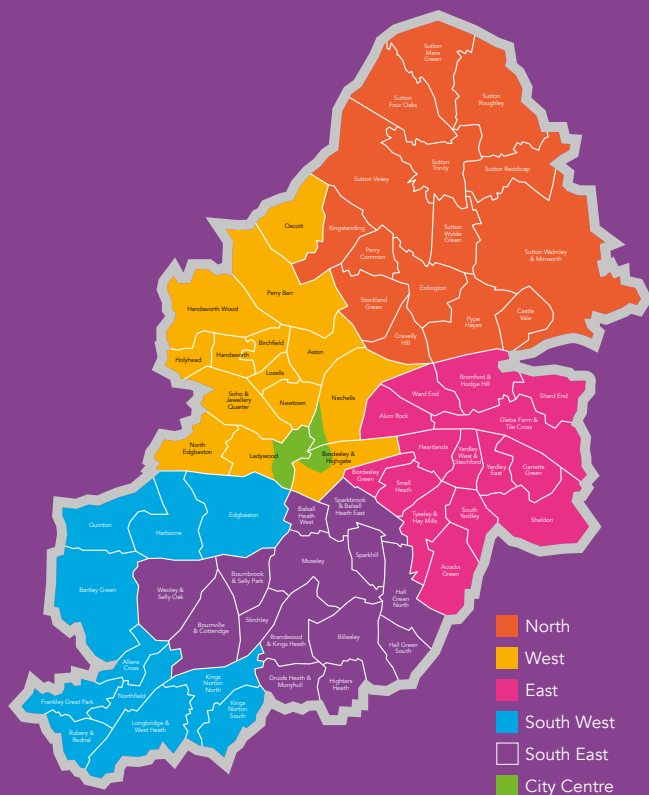 Sutton
Mere
Green
Sutton
Four Oaks
Sutton
Roughley
Sutton
Trinity
Sutton Reddicap
Sutton Vesey
Oscott
Kingstanding
Sutton
Wylde
Green
Perry
Common
Sutton Walmley
& Minworth
Erdington
Perry Barr
Stockland
Green
Handsworth Wood
Castle
Vale
Pype
Hayes
Gravelly
Hill
Birchfield
Aston
Handsworth
Holyhead
Lozells
Bromford &
Hodge Hill
Soho &
Jewellery
Quarter
Newtown
Nechells
Ward End
Shard End
Alum Rock
Glebe Farm &
Tile Cross
North
Edgbaston
Ladywood
Bordesley &
Highgate
Heartlands
Yardley
West &
Stechford
Bordesley
Green
Yardley
East
Garretts
Green
Small
Heath
Sparkbrook
& Balsall
Heath East
Balsall
Heath
West
Edgbaston
Quinton
Harborne
Tyseley &
Hay Mills
South
Yardley
Sheldon
Sparkhill
Moseley
Acocks
Green
Bournbrook
& Selly Park
Bartley Green
Weoley &
Selly Oak
Hall
Green
North
Stirchley
Bournville
& Cotteridge
Brandwood
& Kings Heath
Billesley
Hall Green
South
Allens
Cross
Kings
Norton
North
Druids Heath &
Monyhull
Highters
Heath
Northfield
Frankley Great Park
Kings
Norton
South
Longbridge &
West Heath
Rubery &
Rednal
North
West
East
South West
South East
City Centre